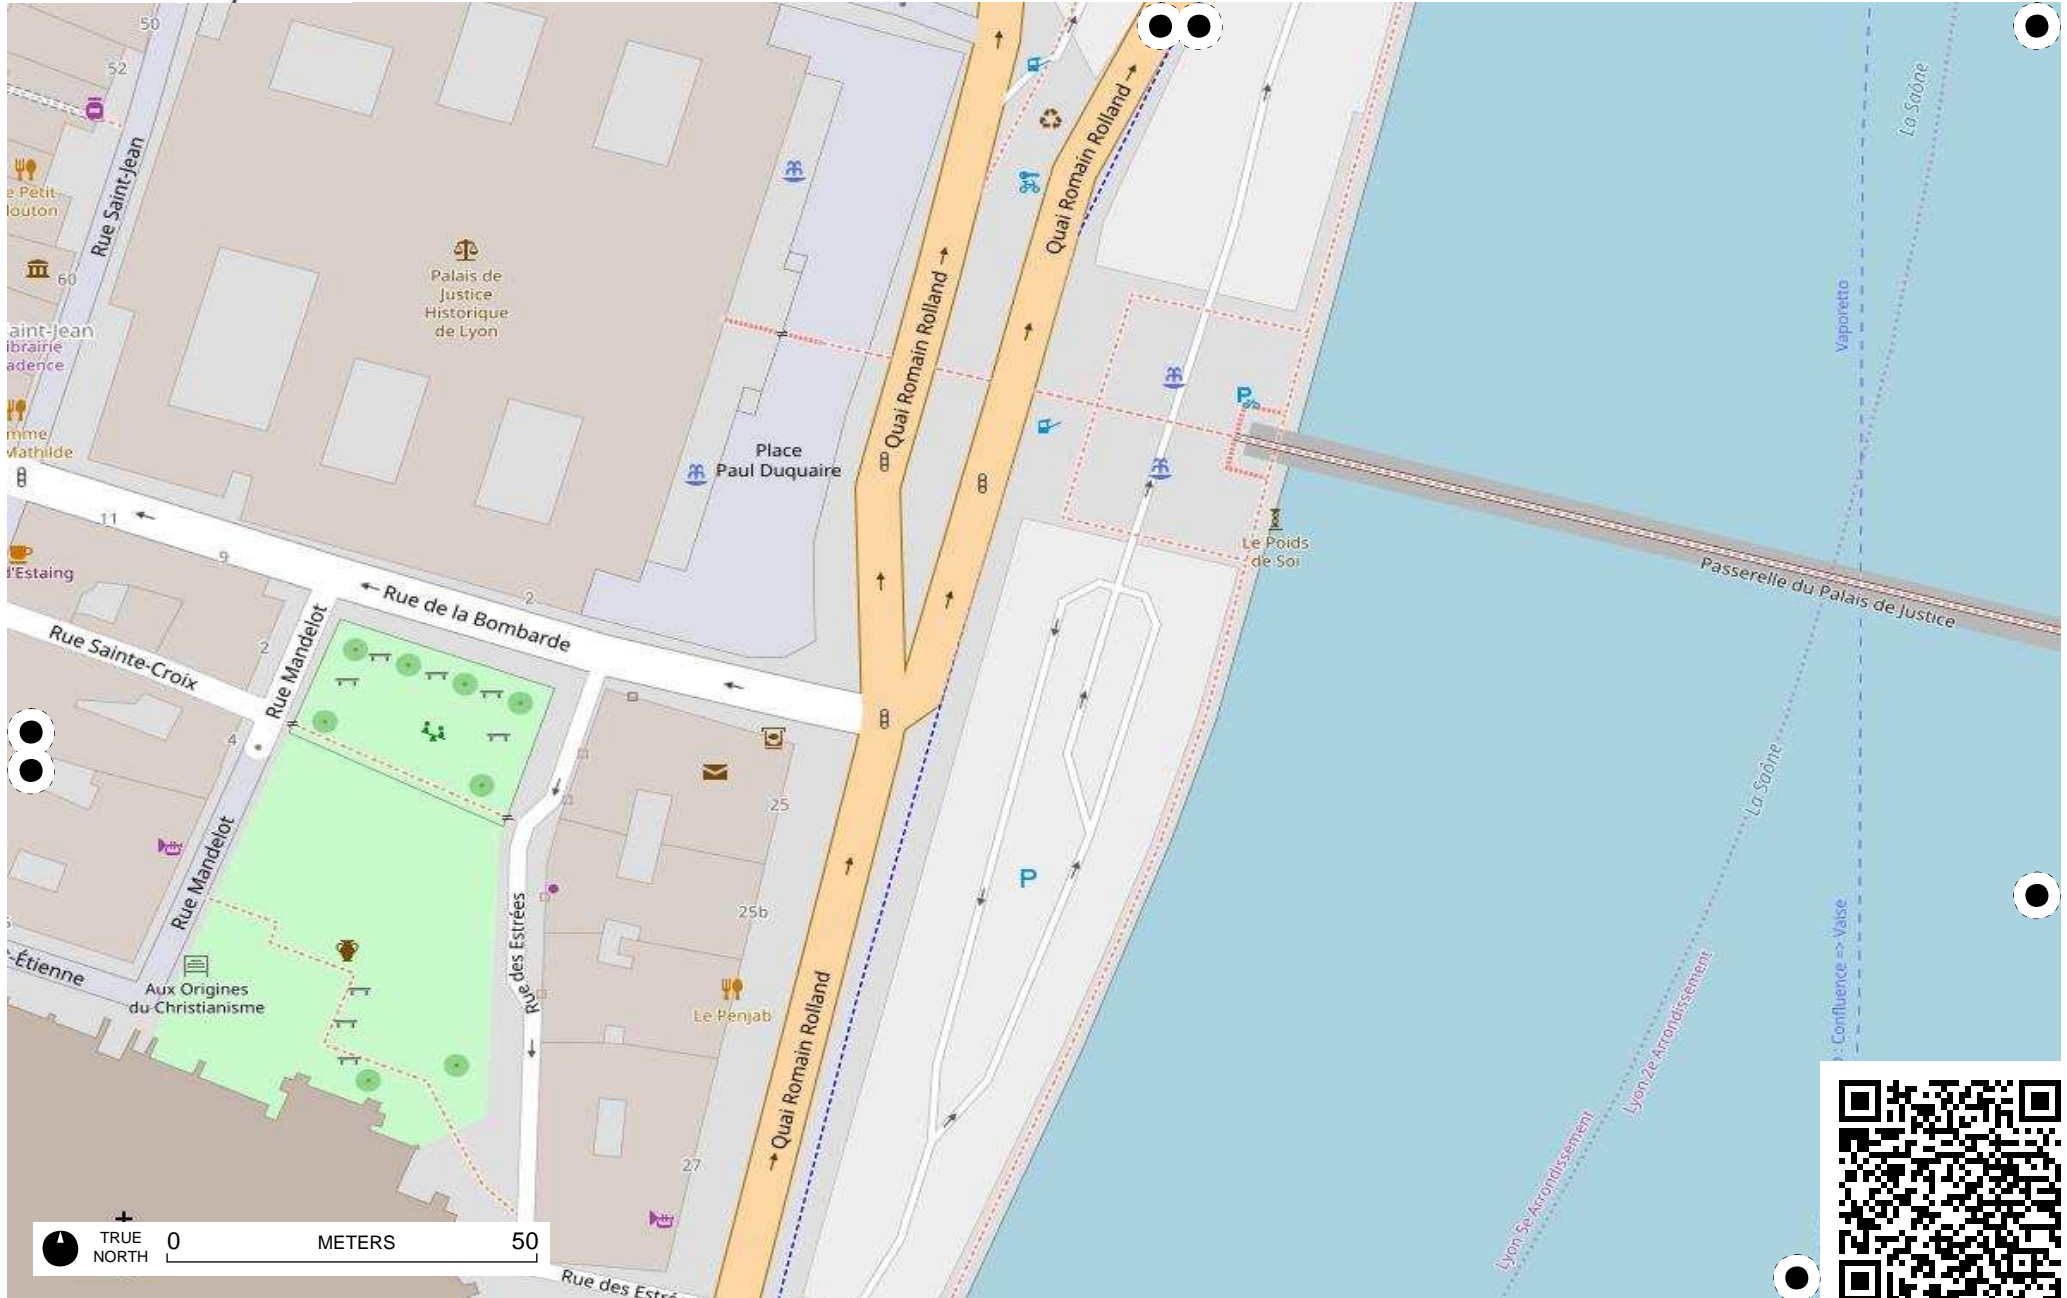 50
52
Rue Saint-Jean
e Petit
outon
60
aint-Jean
ibrairie
adence
mme
Mathilde
Palais de
Justice
Historique
de Lyon
Place
Paul Duquaire
Quai Romain Rolland
Quai Romain Rolland
P
Le Poids
de Soi
Passerelle du Palais de Justice
La Saône
Vaporetto
11
9
d'Estaing
2
Rue de la Bombarde
Rue Sainte-Croix
2
Rue Mandelot
4
Rue Mandelot
-Étienne
Aux Origines
du Christianisme
Rue des Estrées
25
25b
Le Penjab
27
Quai Romain Rolland
P
La Saône
: Confluence => Vaise
Lyon 2e Arrondissement
Lyon 5e Arrondissement
Rue des Estré
TRUE
NORTH
0 METERS 50